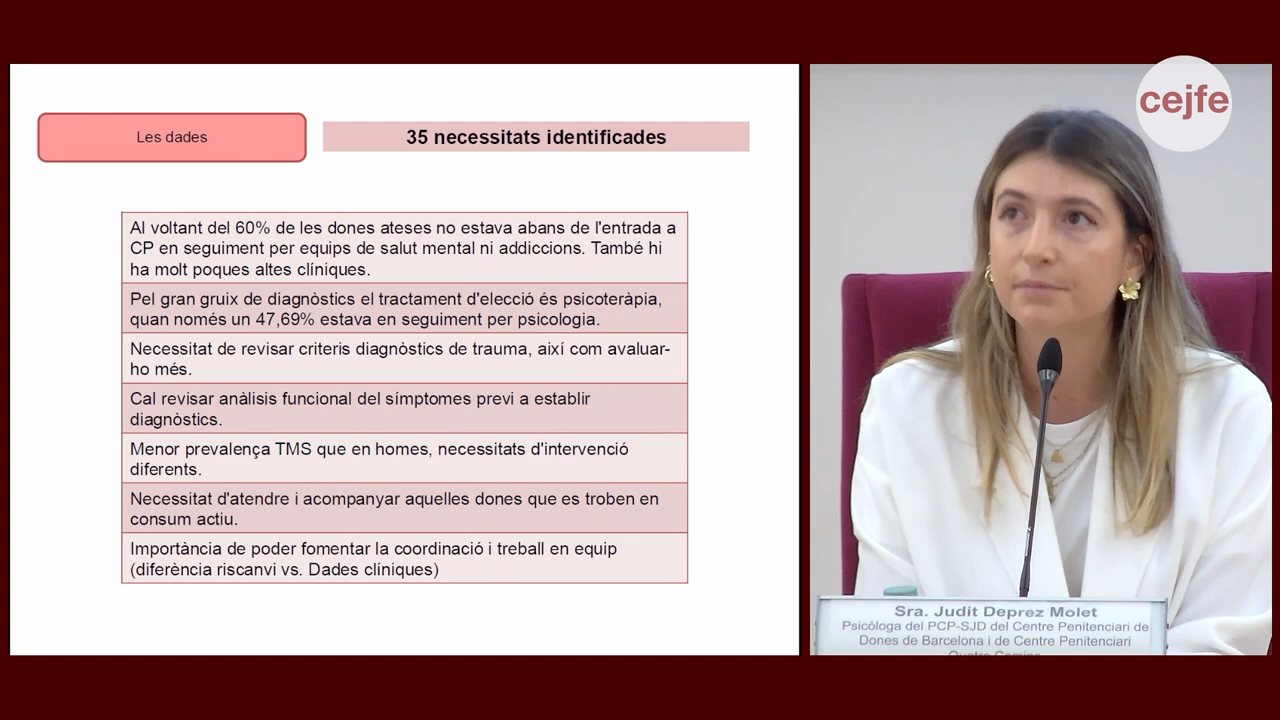 Les dades
35 necessitats identificades
Al voltant del 60% de les dones ateses no estava abans de l'entrada a
CP en seguiment per equips de salut mental ni addiccions. També hi
ha molt poques altes clíniques.
Pel gran gruix de diagnòstics el tractament d'elecció és psicoteràpia,
quan només un 47,69% estava en seguiment per psicologia.
Necessitat de revisar criteris diagnòstics de trauma, així com avaluar-
ho més.
Cal revisar anàlisis funcional del símptomes previ a establir
diagnòstics.
Menor prevalença TMS que en homes, necessitats d'intervenció
diferents.
Necessitat d'atendre i acompanyar aquelles dones que es troben en
consum actiu.
Importància de poder fomentar la coordinació i treball en equip
(diferència riscanvi vs. Dades clíniques)
cejfe
Sra. Judit Deprez Molet
Psicòloga del PCP-SJD del Centre Penitenciari de
Dones de Barcelona i de Centre Penitenciari
Quatre Camins